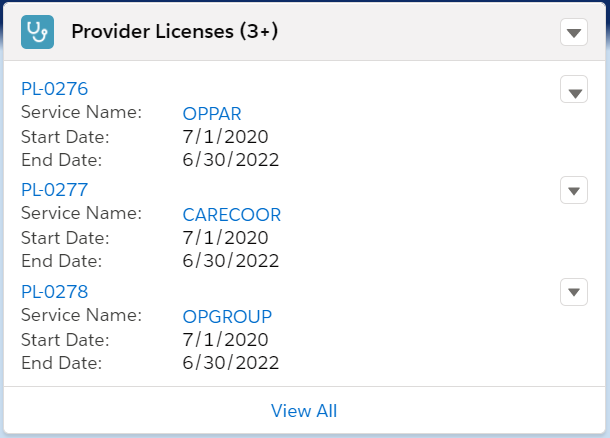 Provider Licenses (3+)
PL-0276
Service Name: OPPAR
Start Date: 7/1/2020
End Date: 6/30/2022
PL-0277
Service Name: CARECOOR
Start Date: 7/1/2020
End Date: 6/30/2022
PL-0278
Service Name: OPGROUP
Start Date: 7/1/2020
End Date: 6/30/2022
View All